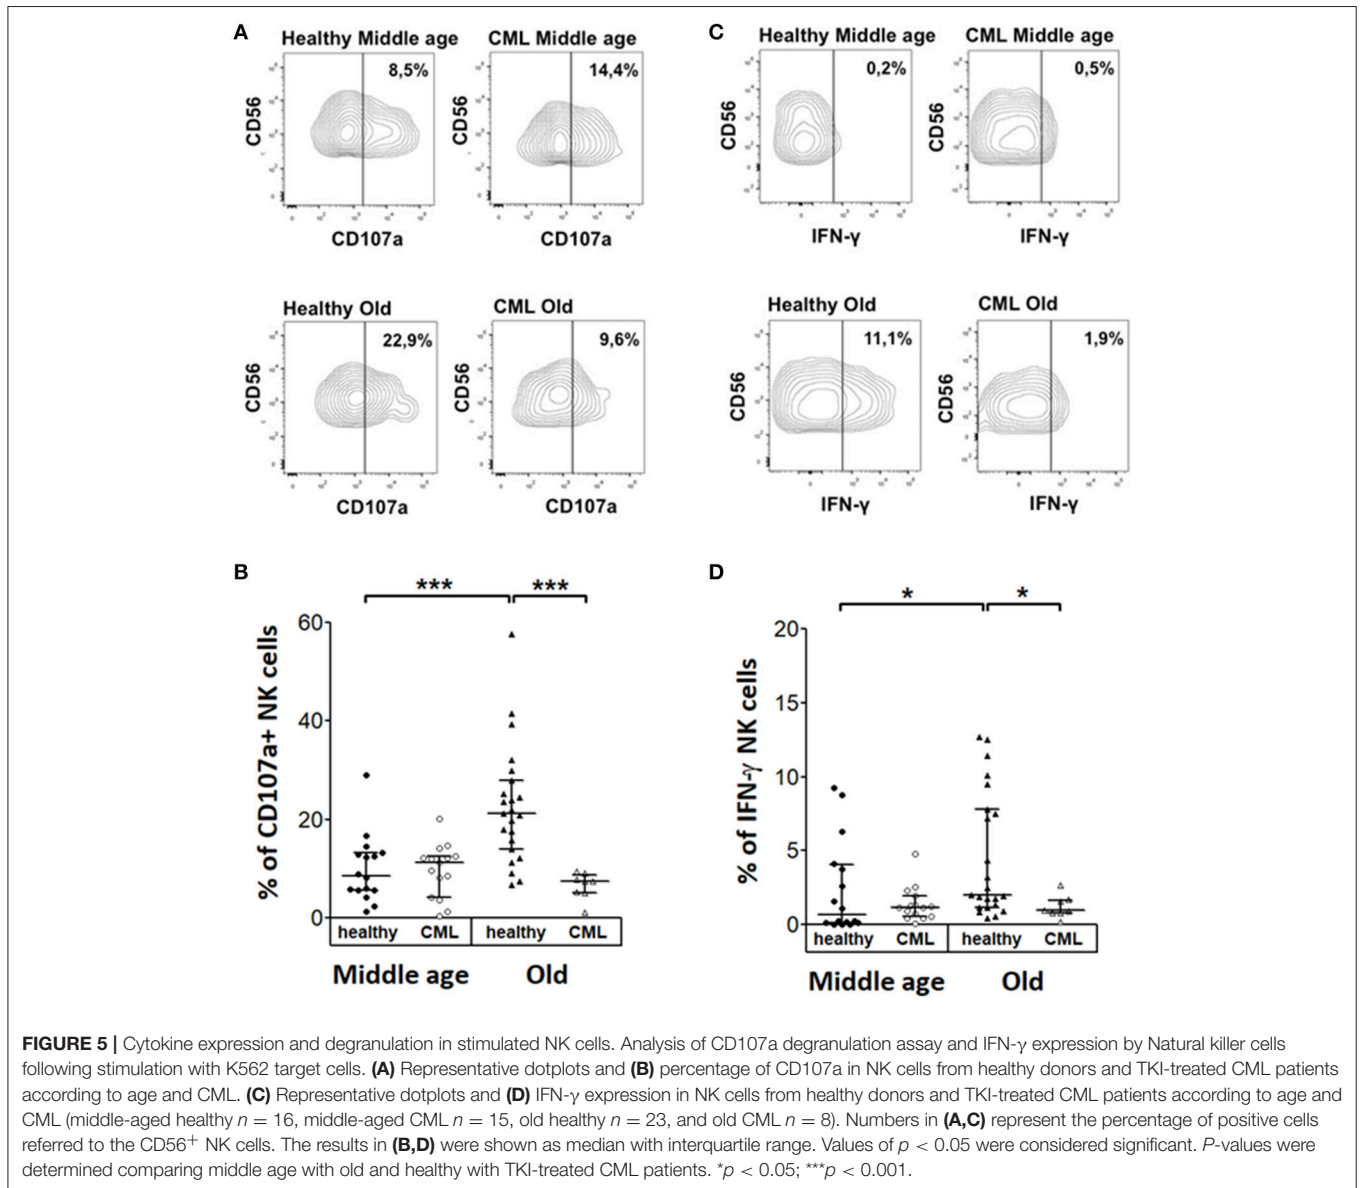 A
Healthy Middle age
CML Middle age
8,5%
14,4%
CD56
CD56
CD107a
CD107a
Healthy Old
CML Old
22,9%
9,6%
CD56
CD56
CD107a
CD107a
C
Healthy Middle age
CML Middle age
0,2%
0,5%
CD56
CD56
IFN-γ
IFN-γ
Healthy Old
CML Old
11,1%
1,9%
CD56
CD56
IFN-γ
IFN-γ
B
***
***
60
40
20
0
% of CD107a+ NK cells
healthy
CML
healthy
CML
Middle age
Old
D
*
*
20
15
10
5
0
% of IFN-γ NK cells
healthy
CML
healthy
CML
Middle age
Old
FIGURE 5 | Cytokine expression and degranulation in stimulated NK cells. Analysis of CD107a degranulation assay and IFN-γ expression by Natural killer cells
following stimulation with K562 target cells. (A) Representative dotplots and (B) percentage of CD107a in NK cells from healthy donors and TKI-treated CML patients
according to age and CML. (C) Representative dotplots and (D) IFN-γ expression in NK cells from healthy donors and TKI-treated CML patients according to age and
CML (middle-aged healthy n = 16, middle-aged CML n = 15, old healthy n = 23, and old CML n = 8). Numbers in (A,C) represent the percentage of positive cells
referred to the CD56+ NK cells. The results in (B,D) were shown as median with interquartile range. Values of p < 0.05 were considered significant. P-values were
determined comparing middle age with old and healthy with TKI-treated CML patients. *p < 0.05; ***p < 0.001.